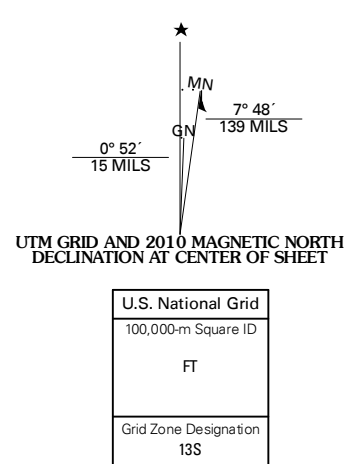 MN
7° 48´
139 MILS
GN
0° 52´
15 MILS
UTM GRID AND 2010 MAGNETIC NORTH
DECLINATION AT CENTER OF SHEET
U.S. National Grid
100,000-m Square ID
FT
Grid Zone Designation
13S